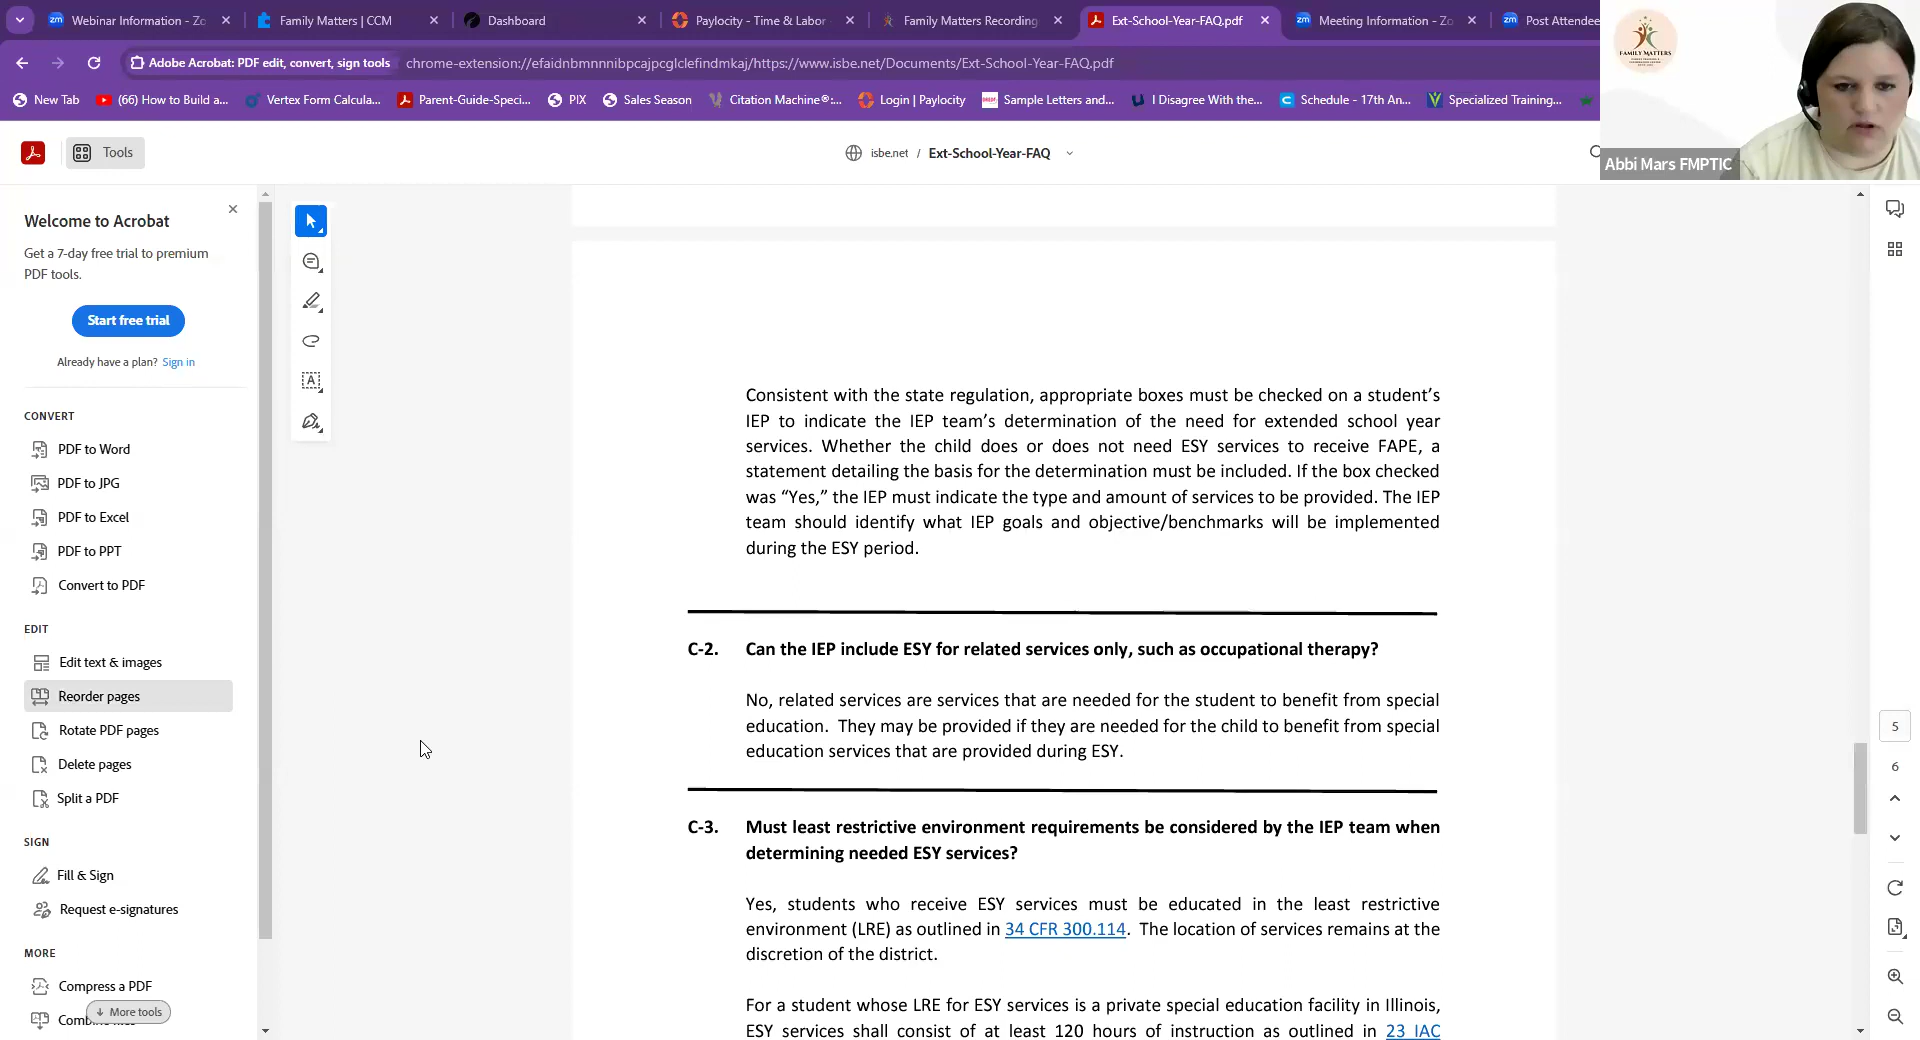 Webinar Information - Zo
Family Matters | CCM
Dashboard
Paylocity - Time & Labor
Family Matters Recording
Ext-School-Year-FAQ.pdf
Meeting Information - Zo
Post Attendee
Adobe Acrobat: PDF edit, convert, sign tools
chrome-extension://efaidnbmnnnibpcajpcglclefindmkaj/https://www.isbe.net/Documents/Ext-School-Year-FAQ.pdf
New Tab
(66) How to Build a...
Vertex Form Calcula...
Parent-Guide-Speci...
PIX
Sales Season
Citation Machine®:...
Login | Paylocity
Sample Letters and...
I Disagree With the...
Schedule - 17th An...
Specialized Training...
FAMILY MATTERS
Abbi Mars FMPTIC
Tools
isbe.net / Ext-School-Year-FAQ
Welcome to Acrobat
Get a 7-day free trial to premium
PDF tools.
Start free trial
Already have a plan? Sign in
CONVERT
PDF to Word
PDF to JPG
PDF to Excel
PDF to PPT
Convert to PDF
EDIT
Edit text & images
Reorder pages
Rotate PDF pages
Delete pages
Split a PDF
SIGN
Fill & Sign
Request e-signatures
MORE
Compress a PDF
More tools
Consistent with the state regulation, appropriate boxes must be checked on a student's
IEP to indicate the IEP team's determination of the need for extended school year
services. Whether the child does or does not need ESY services to receive FAPE, a
statement detailing the basis for the determination must be included. If the box checked
was “Yes,” the IEP must indicate the type and amount of services to be provided. The IEP
team should identify what IEP goals and objective/benchmarks will be implemented
during the ESY period.
C-2. Can the IEP include ESY for related services only, such as occupational therapy?
No, related services are services that are needed for the student to benefit from special
education. They may be provided if they are needed for the child to benefit from special
education services that are provided during ESY.
C-3. Must least restrictive environment requirements be considered by the IEP team when
determining needed ESY services?
Yes, students who receive ESY services must be educated in the least restrictive
environment (LRE) as outlined in 34 CFR 300.114. The location of services remains at the
discretion of the district.
For a student whose LRE for ESY services is a private special education facility in Illinois,
ESY services shall consist of at least 120 hours of instruction as outlined in 23 IAC
5
6